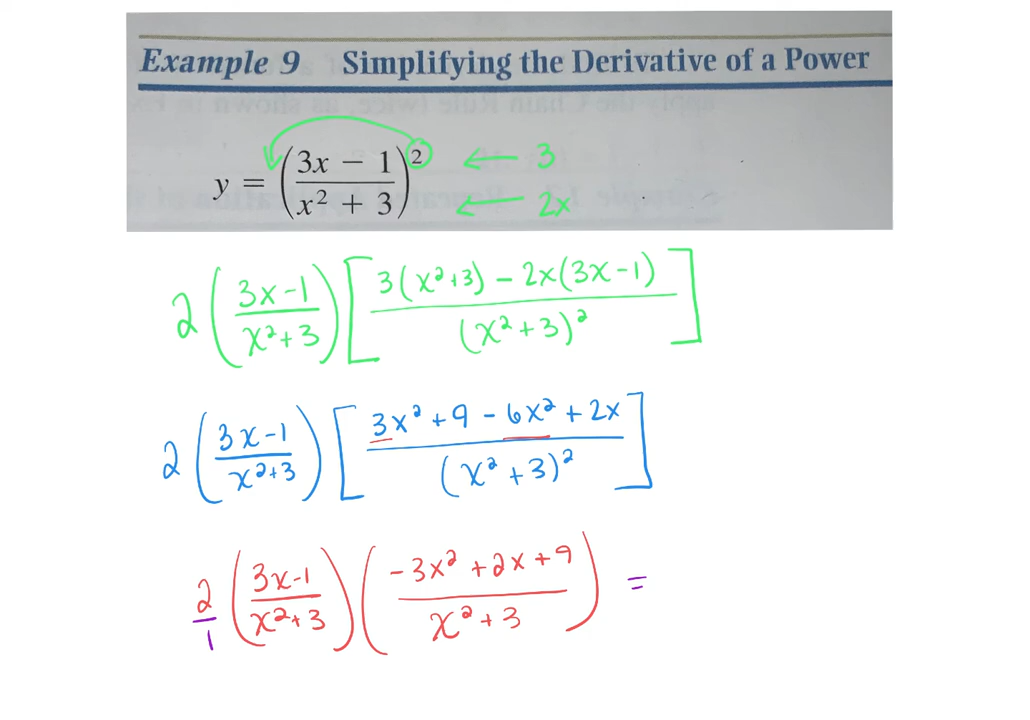 Example 9 Simplifying the Derivative of a Power
y = ((3x − 1)/(x² + 3))² ← 3
← 2x
2((3x-1)/(x²+3))[(3(x²+3) - 2x(3x-1))/(x²+3)²]
2((3x-1)/(x²+3))[(3x²+9-6x²+2x)/(x²+3)²]
2/1((3x-1)/(x²+3))((-3x²+2x+9)/(x²+3)) =